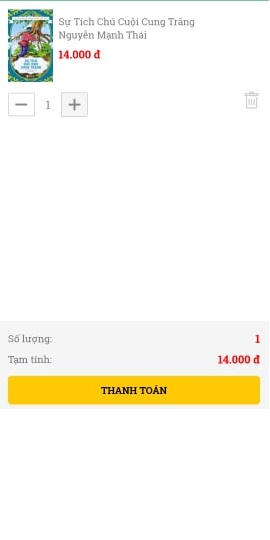 Sự Tích Chú Cuội Cung Trăng
Nguyễn Mạnh Thái
14.000 đ
1
Số lượng:
1
Tạm tính:
14.000 đ
THANH TOÁN